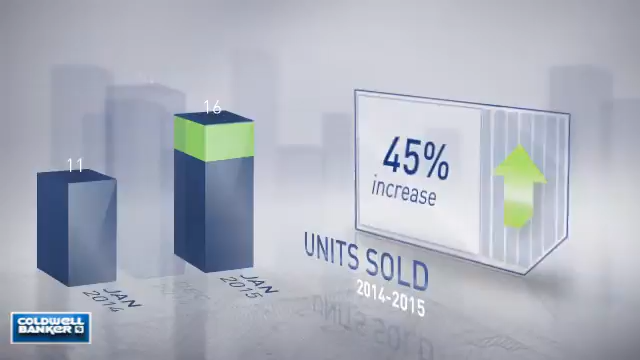 11
16
JAN
2014
JAN
2015
45%
increase
UNITS SOLD
2014-2015
COLDWELL
BANKER